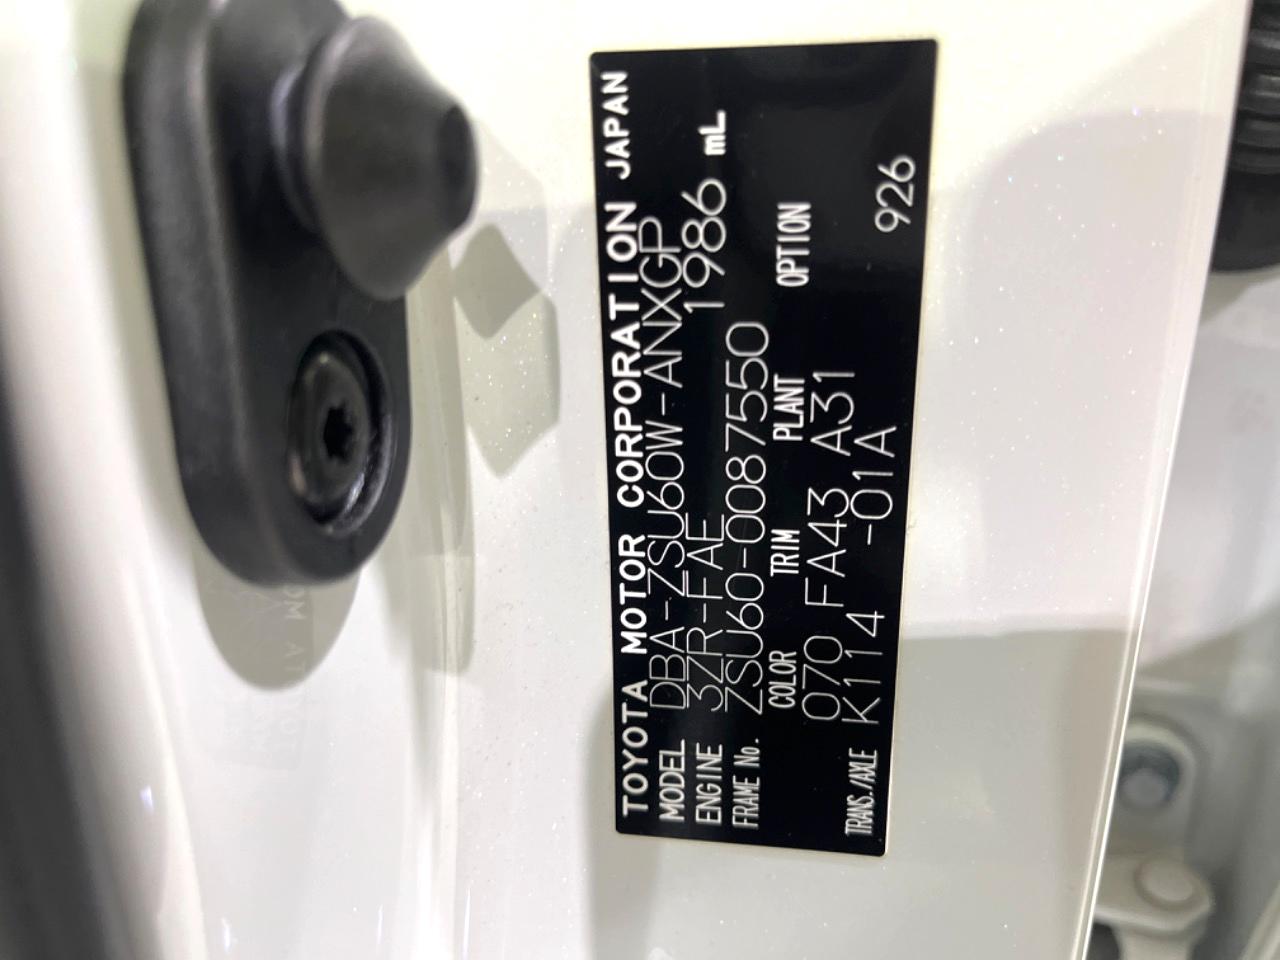 TOYOTA MOTOR CORPORATION JAPAN
MODEL DBA-ZSU60W-ANXGP
ENGINE 3ZR-FAE 1986 mL
FRAME No. ZSU60-0087550
COLOR TRIM PLANT OPTION
070 FA43 A31
TRANS./AXLE K114 -01A 926